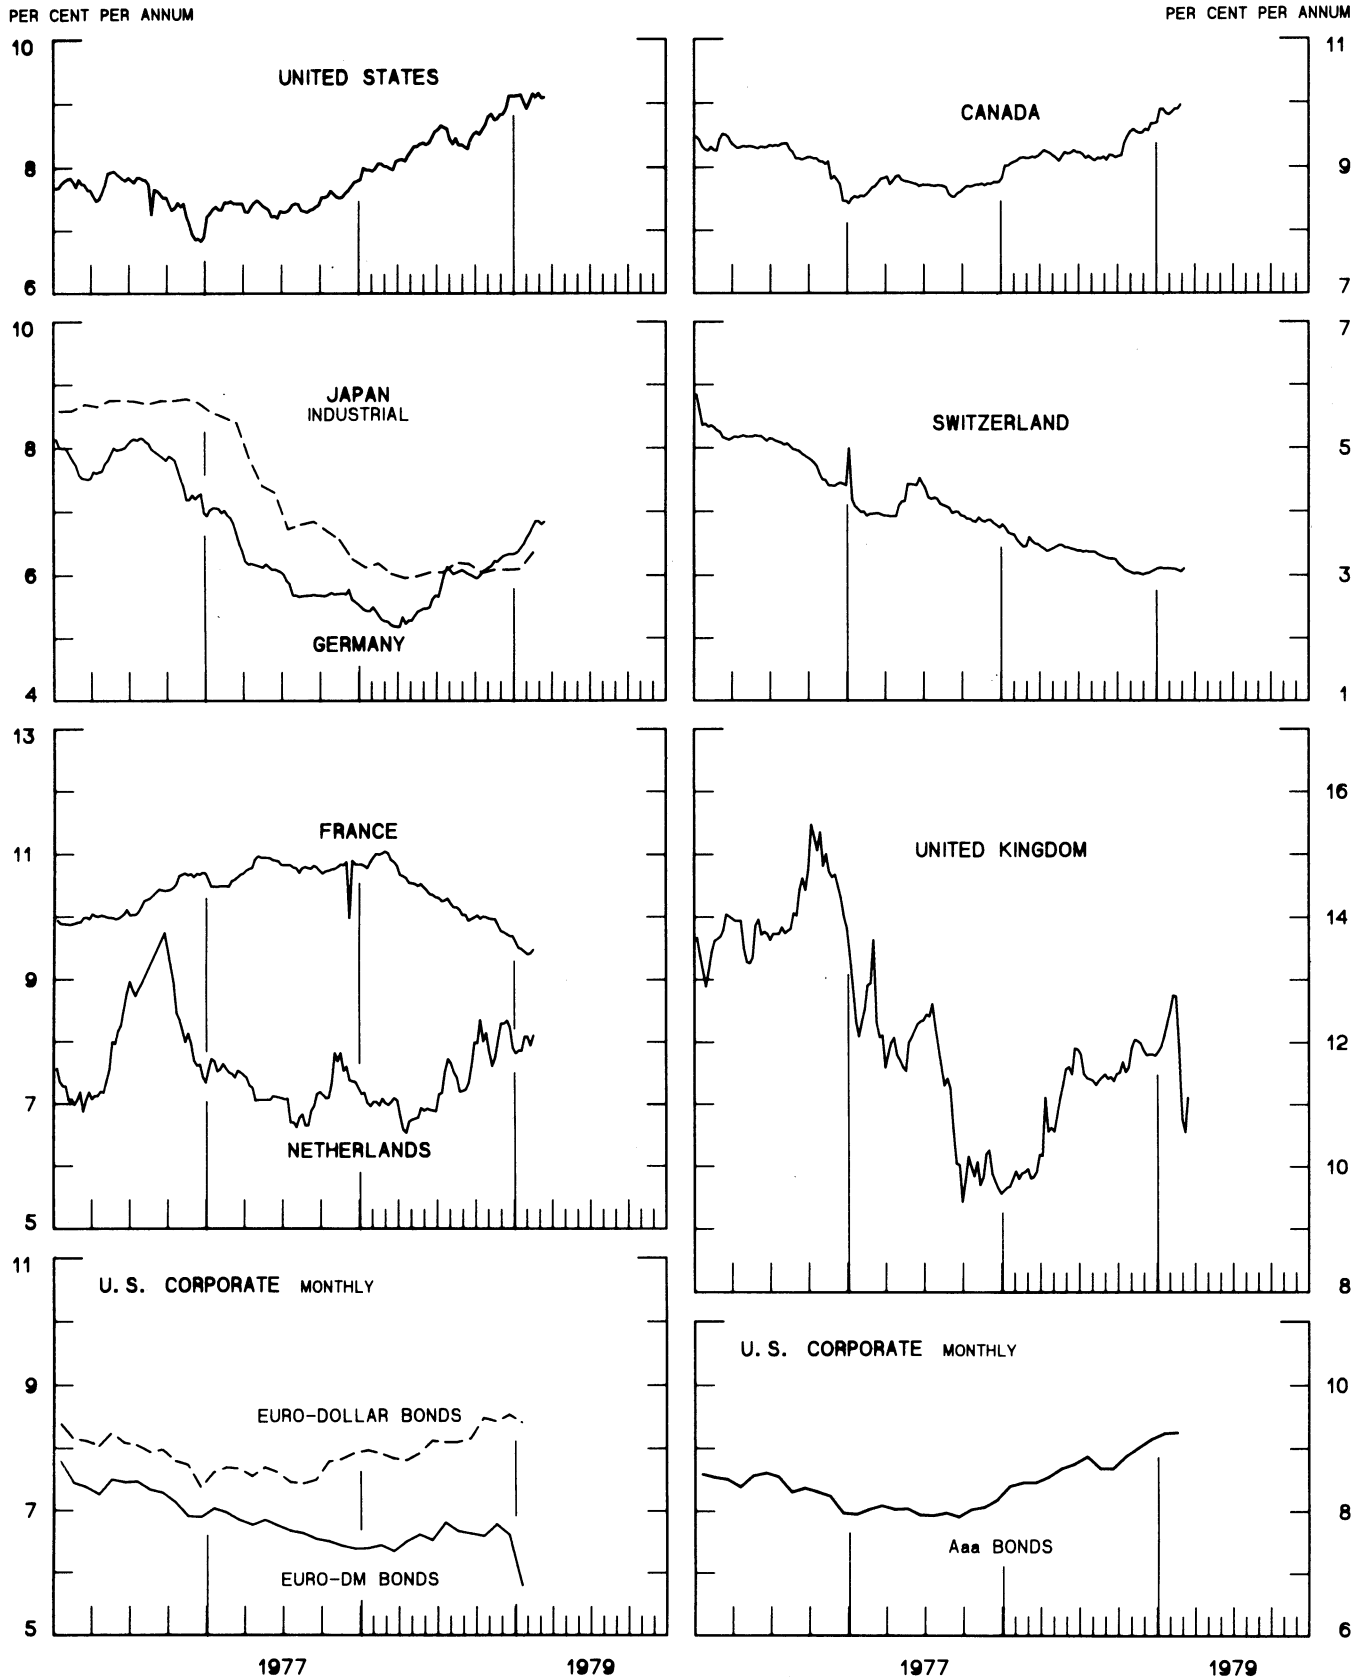 PER CENT PER ANNUM
PER CENT PER ANNUM
10
UNITED STATES
8
6
11
CANADA
9
7
10
JAPAN
INDUSTRIAL
8
6
GERMANY
4
7
SWITZERLAND
5
3
1
13
FRANCE
11
9
7
NETHERLANDS
5
16
UNITED KINGDOM
14
12
10
8
11
U.S. CORPORATE MONTHLY
9
EURO-DOLLAR BONDS
7
EURO-DM BONDS
5
U.S. CORPORATE MONTHLY
10
8
Aaa BONDS
6
1977
1979
1977
1979